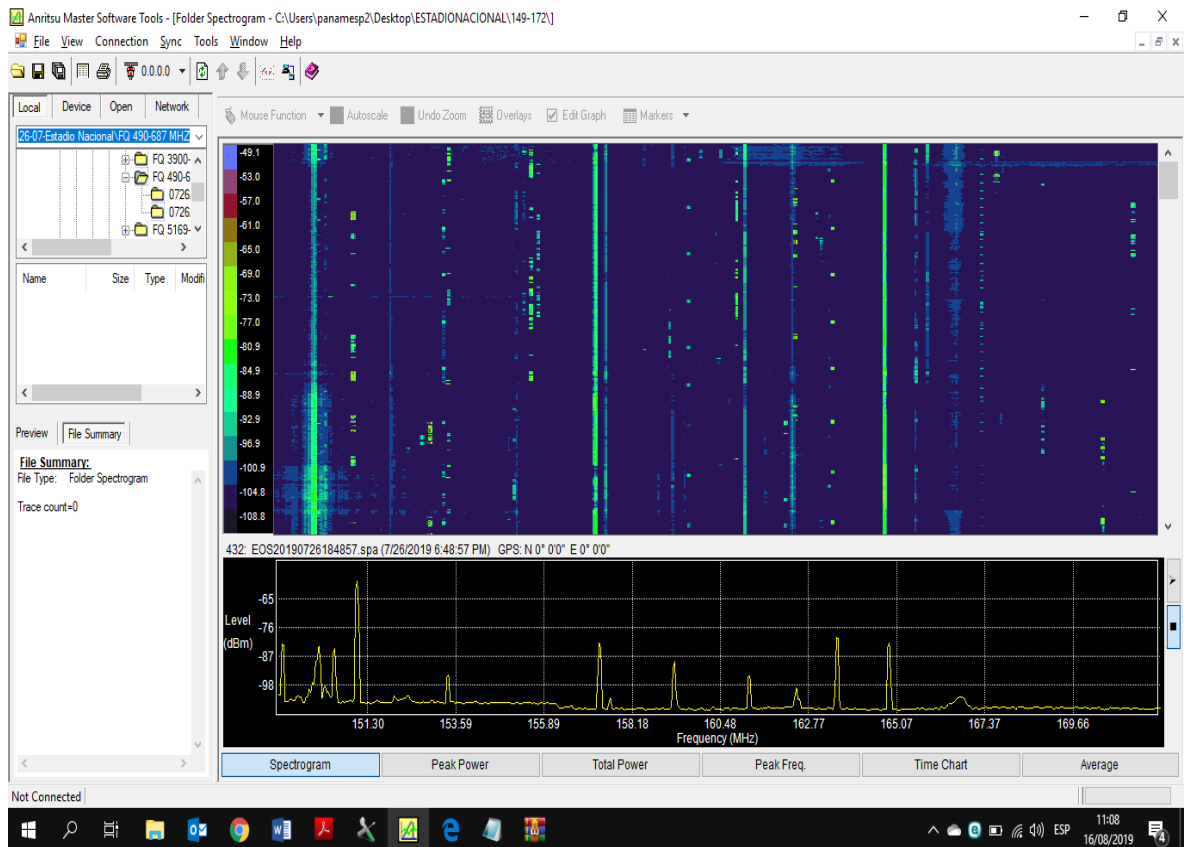 Anritsu Master Software Tools - [Folder Spectrogram - C:\Users\panamesp2\Desktop\ESTADIONACIONAL\149-172\]
File View Connection Sync Tools Window Help
0.0.0.0
Local Device Open Network
Mouse Function Autoscale Undo Zoom Overlays Edit Graph Markers
26-07-Estadio Nacional\FQ 490-687 MHZ
FQ 3900-
FQ 490-6
0726.
0726.
FQ 5169-
Name Size Type Modifi
Preview File Summary
File Summary:
File Type: Folder Spectrogram
Trace count=0
-49.1
-53.0
-57.0
-61.0
-65.0
-69.0
-73.0
-77.0
-80.9
-84.9
-88.9
-92.9
-96.9
-100.9
-104.8
-108.8
432: EOS20190726184857.spa (7/26/2019 6:48:57 PM) GPS: N 0° 0'0" E 0° 0'0"
-65
Level
-76
(dBm)
-87
-98
151.30 153.59 155.89 158.18 160.48 162.77 165.07 167.37 169.66
Frequency (MHz)
Spectrogram Peak Power Total Power Peak Freq. Time Chart Average
Not Connected
ESP
11:08
16/08/2019
4